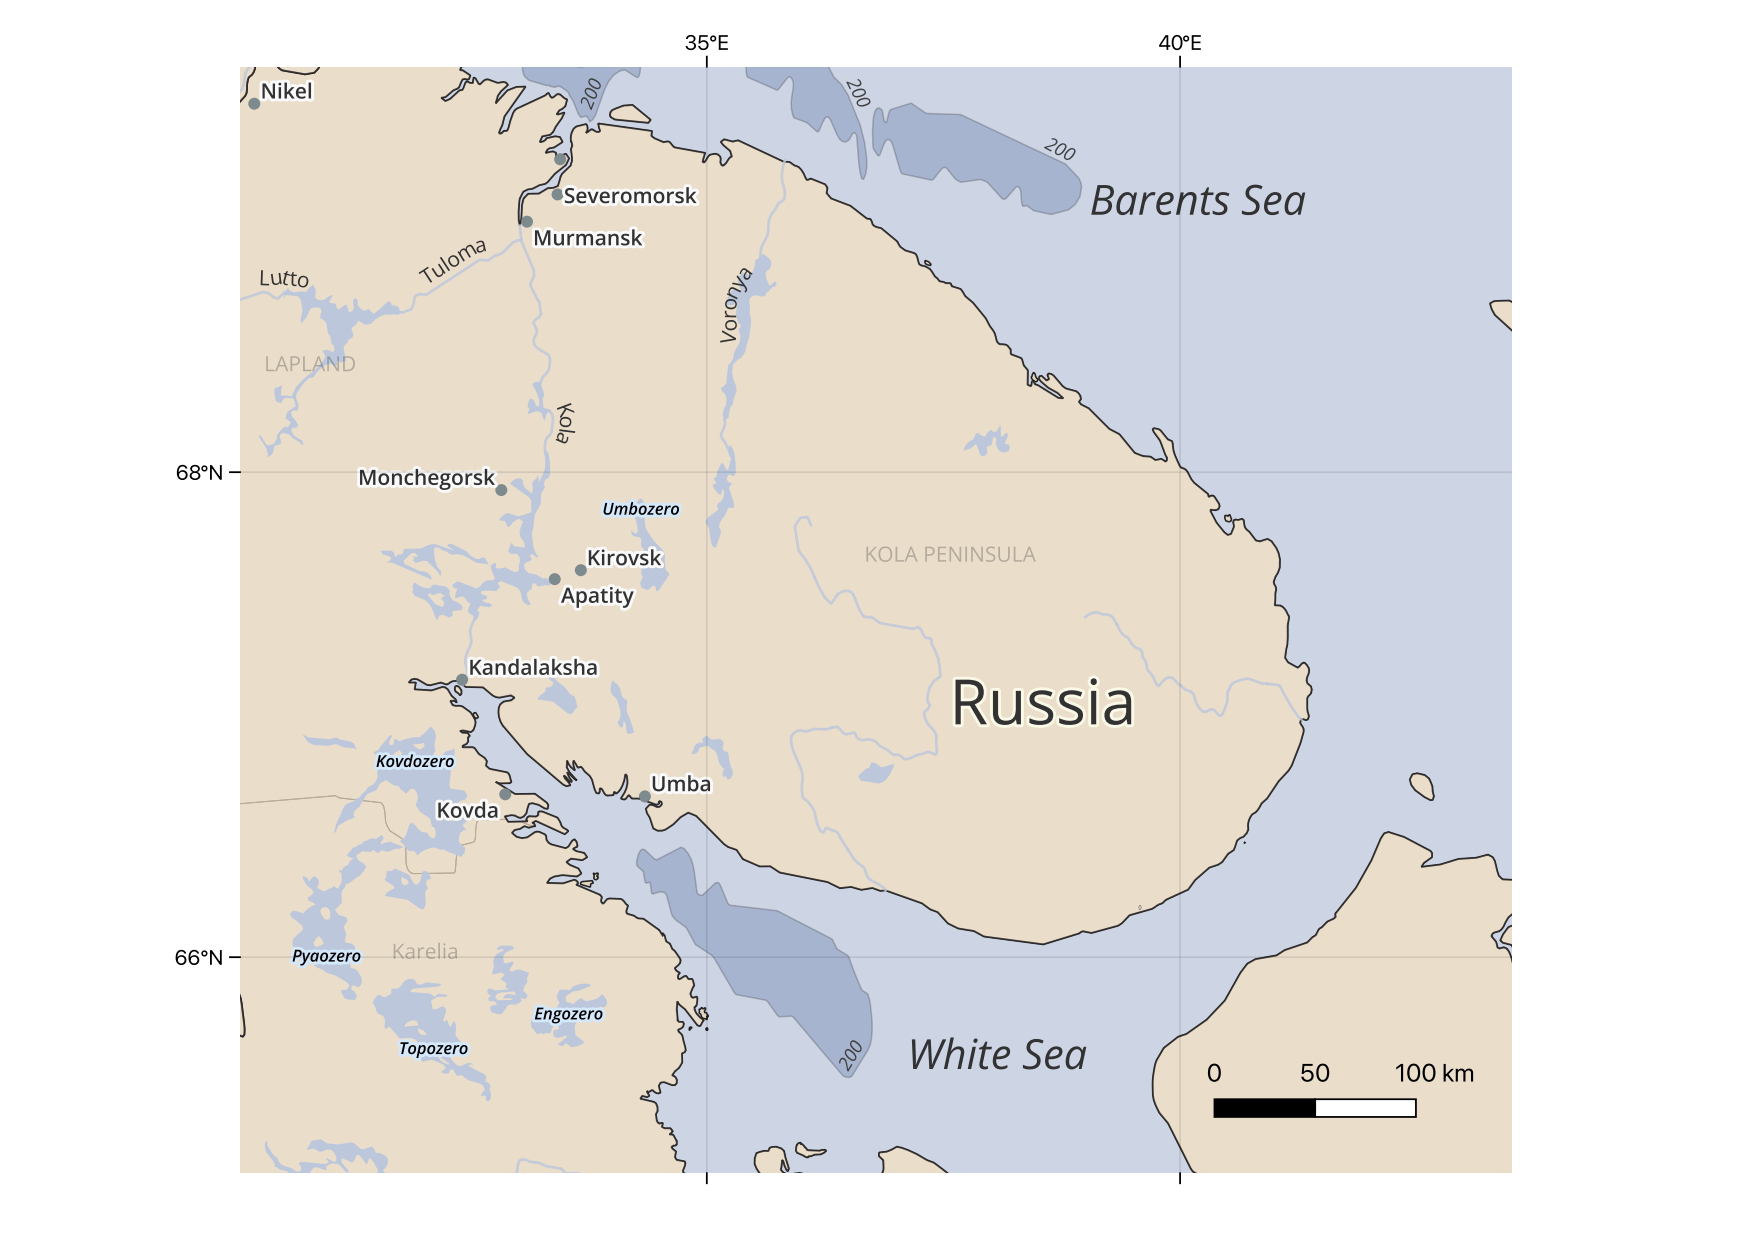 35°E
40°E
200
200
200
Nikel
Barents Sea
Severomorsk
Murmansk
Tuloma
Lutto
Voronya
LAPLAND
Kola
68°N
Monchegorsk
Umbozero
Kirovsk
KOLA PENINSULA
Apatity
Kandalaksha
Russia
Kovdozero
Umba
Kovda
Karelia
Pyaozero
66°N
Engozero
Topozero
200
White Sea
0 50 100 km